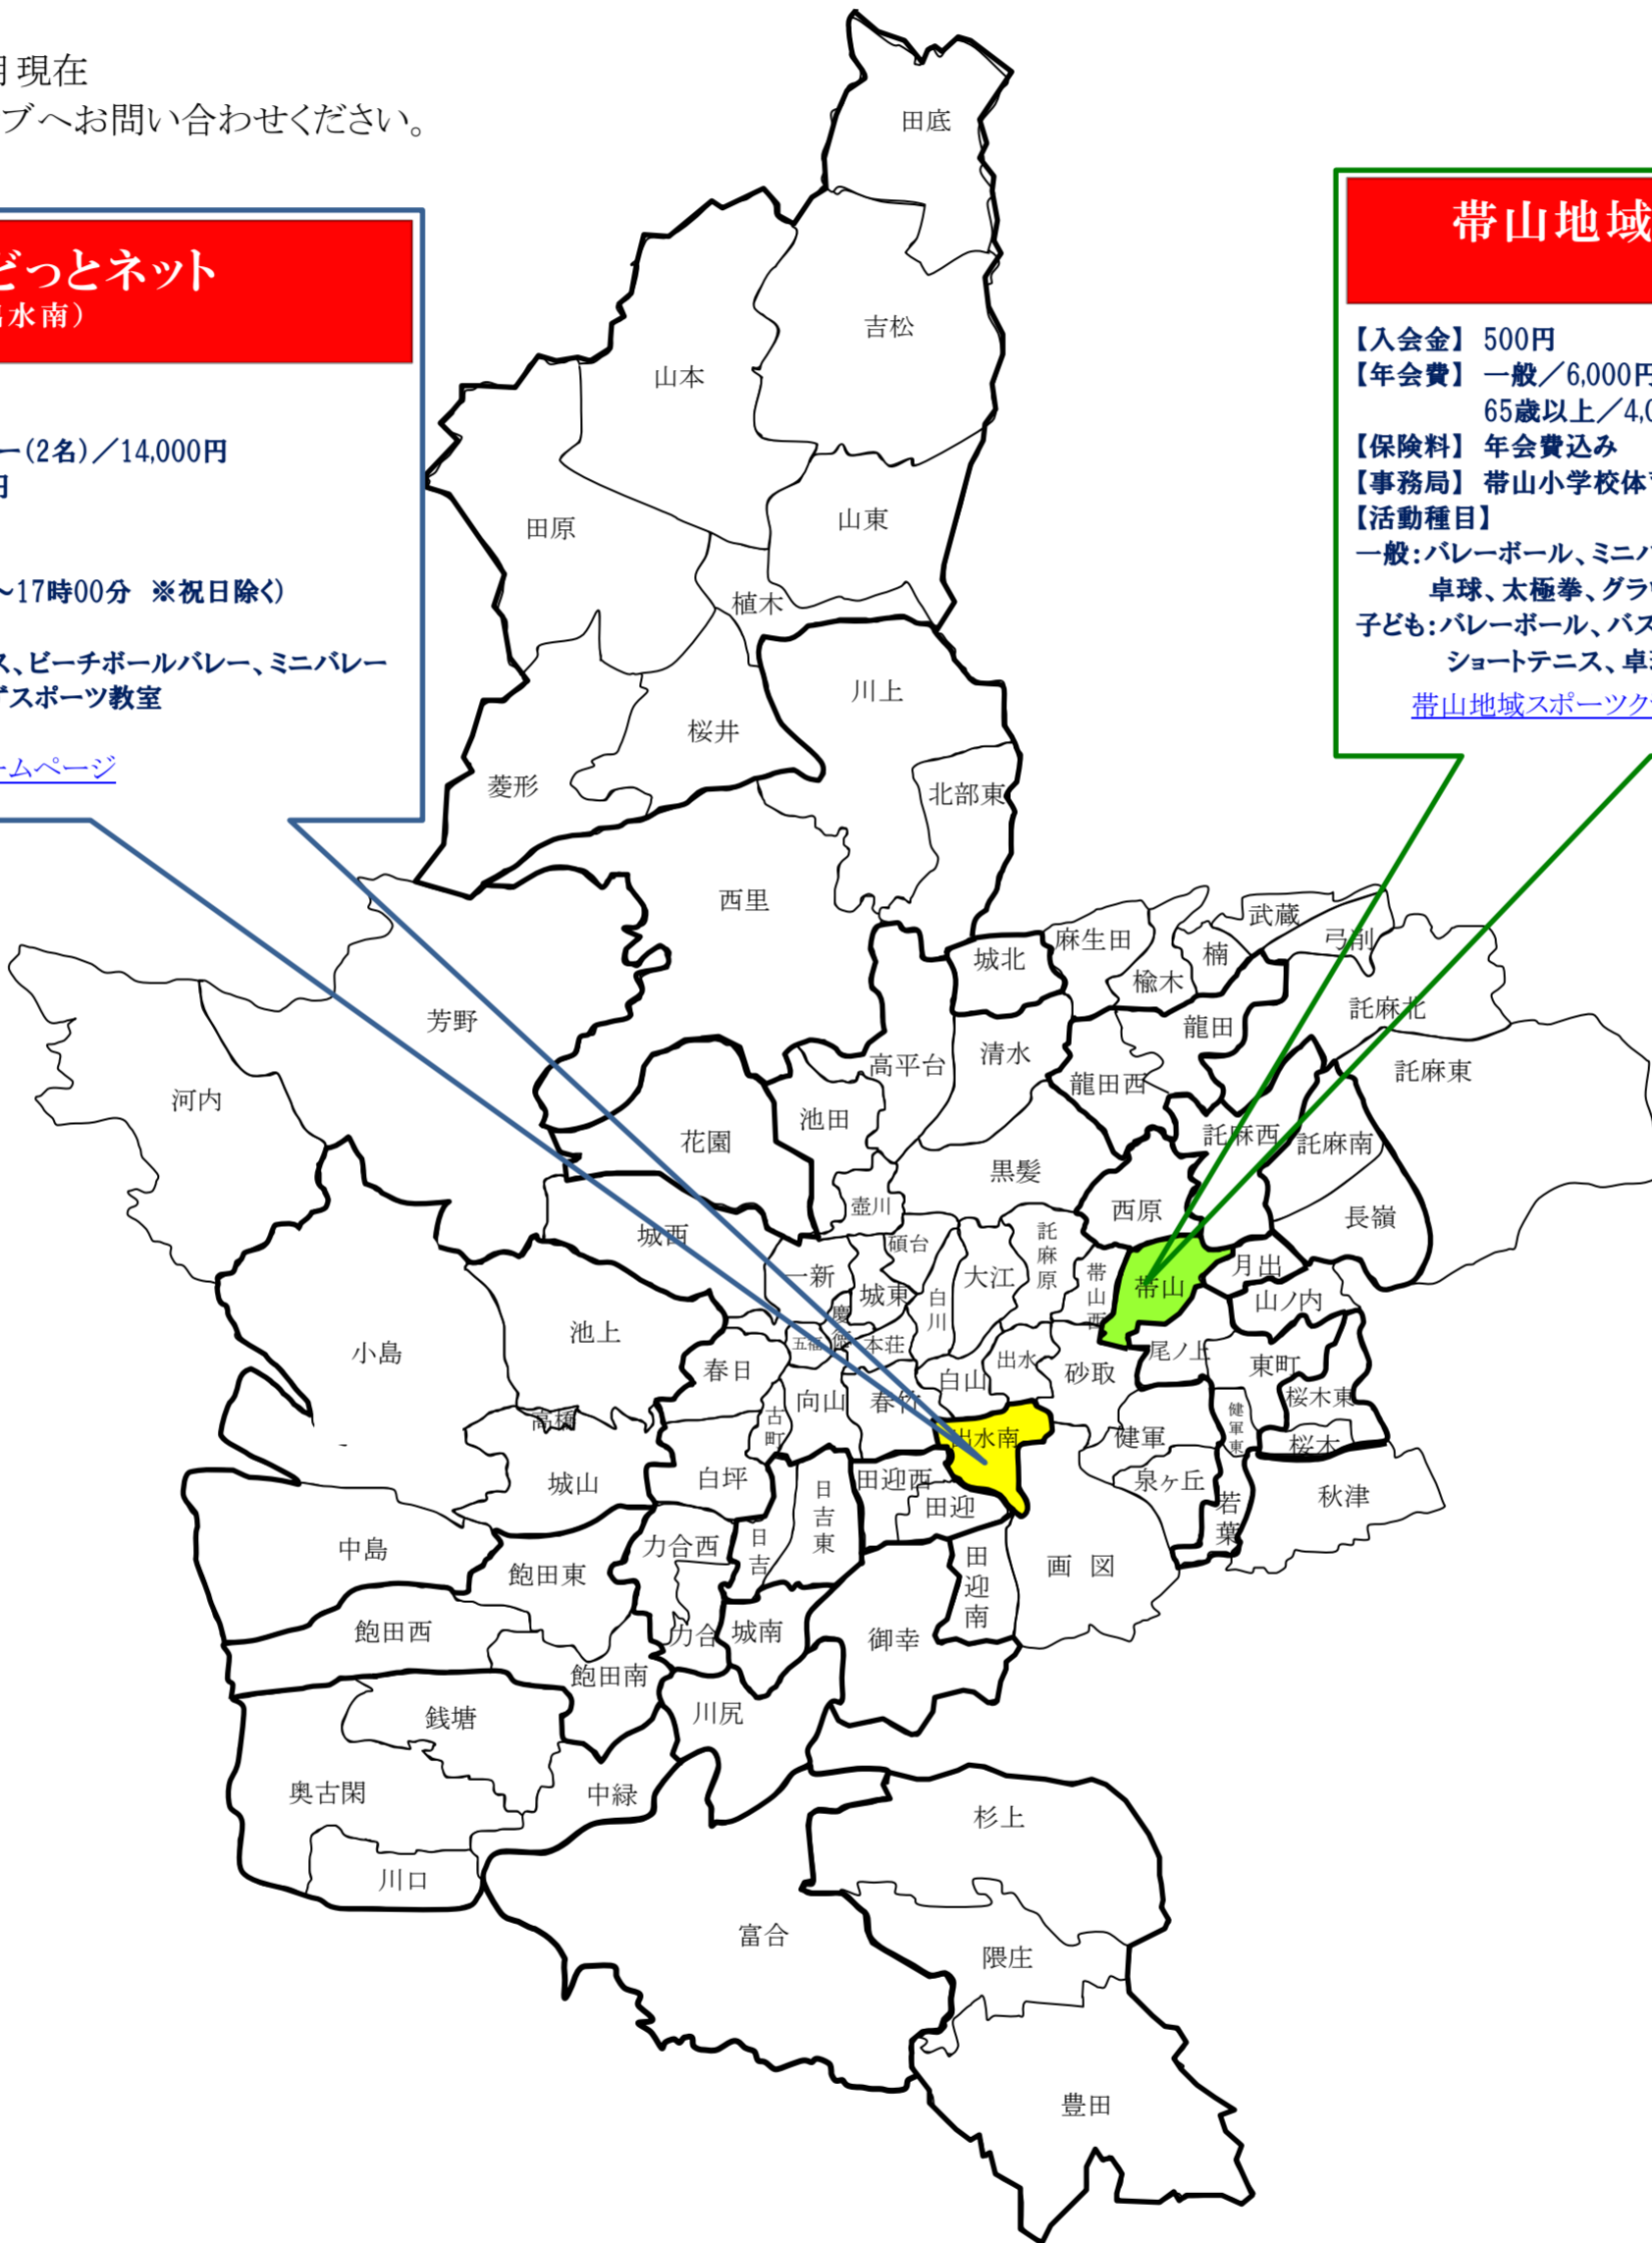 月現在
ブへお問い合わせください。
どっとネット
水南）
ー（2名）／14,000円
円
～17時00分　※祝日除く）
ス、ビーチボールバレー、ミニバレー
ずスポーツ教室
ームページ
帯山地域
【入会金】 500円
【年会費】 一般／6,000円
65歳以上／4,0
【保険料】 年会費込み
【事務局】 帯山小学校体
【活動種目】
一般：バレーボール、ミニバ
卓球、太極拳、グラ
子ども：バレーボール、バス
ショートテニス、卓
帯山地域スポーツク
田底
吉松
山本
山東
田原
植木
川上
桜井
菱形
北部東
西里
武蔵
弓削
麻生田
楠
城北
楡木
託麻北
芳野
龍田
清水
高平台
託麻東
龍田西
河内
池田
花園
託麻西
託麻南
黒髪
壺川
西原
長嶺
城西
託麻原
碩台
月出
一新
大江
帯山西
帯山
城東
白川
山ノ内
慶徳
池上
五福
本荘
小島
尾ノ上
出水
東町
春日
白山
砂取
向山
春竹
桜木東
高橋
古町
健軍東
出水南
健軍
桜木
白坪
田迎西
城山
泉ヶ丘
秋津
田迎
日吉東
若葉
中島
力合西
日吉
飽田東
田迎南
画図
飽田西
力合
城南
御幸
飽田南
川尻
銭塘
奥古閑
中緑
杉上
川口
富合
隈庄
豊田